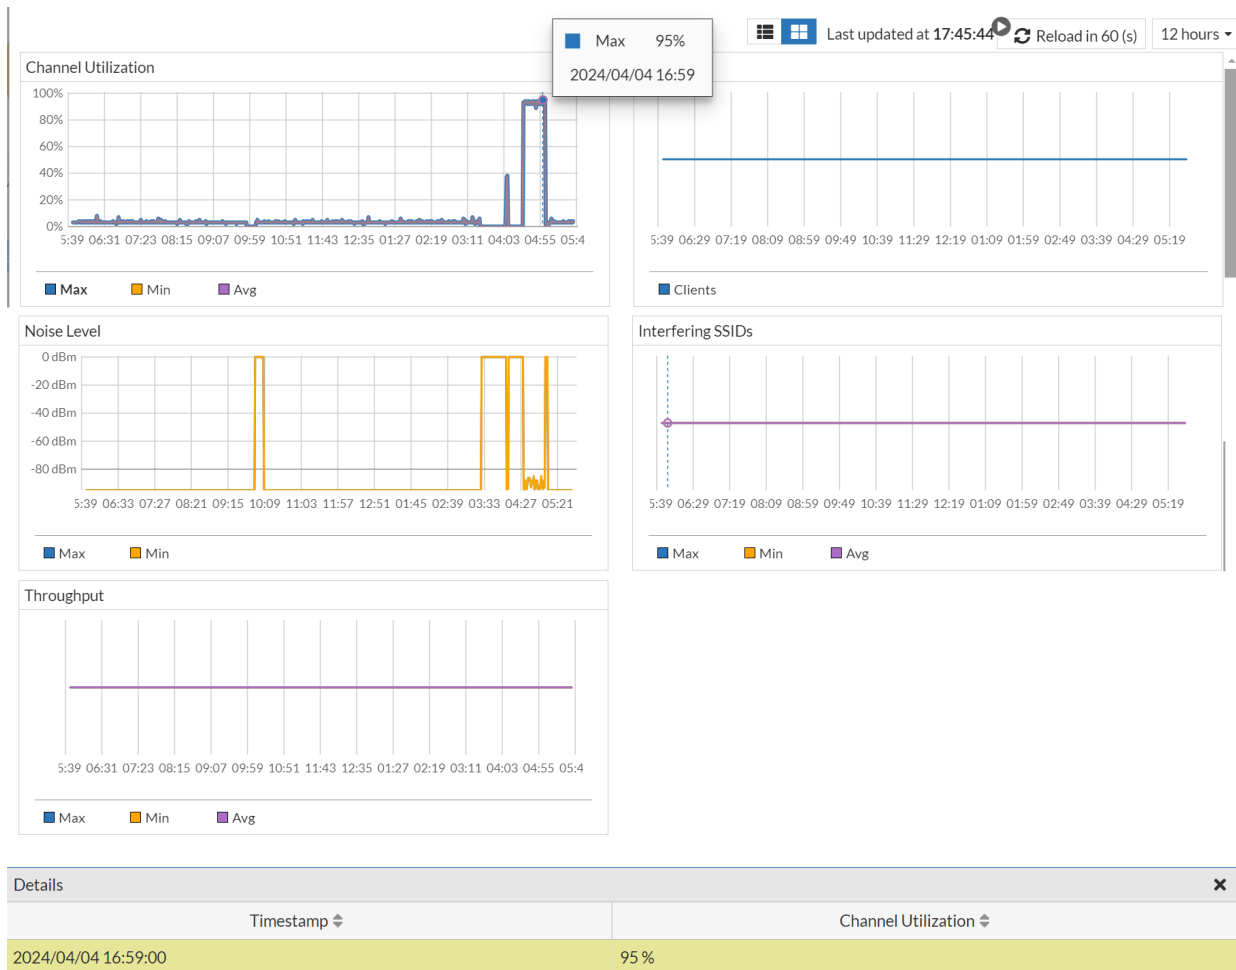 Max 95%
2024/04/04 16:59
Last updated at 17:45:44
Reload in 60 (s)
12 hours
Channel Utilization
100%
80%
60%
40%
20%
0%
5:39 06:31 07:23 08:15 09:07 09:59 10:51 11:43 12:35 01:27 02:19 03:11 04:03 04:55 05:4
Max Min Avg
5:39 06:29 07:19 08:09 08:59 09:49 10:39 11:29 12:19 01:09 01:59 02:49 03:39 04:29 05:19
Clients
Noise Level
0 dBm
-20 dBm
-40 dBm
-60 dBm
-80 dBm
5:39 06:33 07:27 08:21 09:15 10:09 11:03 11:57 12:51 01:45 02:39 03:33 04:27 05:21
Max Min
Interfering SSIDs
5:39 06:29 07:19 08:09 08:59 09:49 10:39 11:29 12:19 01:09 01:59 02:49 03:39 04:29 05:19
Max Min Avg
Throughput
5:39 06:31 07:23 08:15 09:07 09:59 10:51 11:43 12:35 01:27 02:19 03:11 04:03 04:55 05:4
Max Min Avg
Details
Timestamp Channel Utilization
2024/04/04 16:59:00 95 %